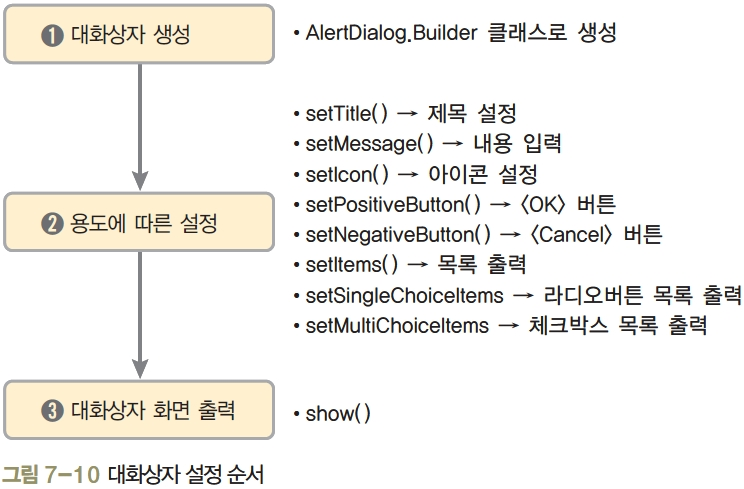 ❶ 대화상자 생성
• AlertDialog.Builder 클래스로 생성
• setTitle() → 제목 설정
• setMessage() → 내용 입력
• setIcon() → 아이콘 설정
• setPositiveButton() → 〈OK〉 버튼
❷ 용도에 따른 설정
• setNegativeButton() → 〈Cancel〉 버튼
• setItems() → 목록 출력
• setSingleChoiceItems → 라디오버튼 목록 출력
• setMultiChoiceItems → 체크박스 목록 출력
❸ 대화상자 화면 출력
• show()
그림 7-10 대화상자 설정 순서